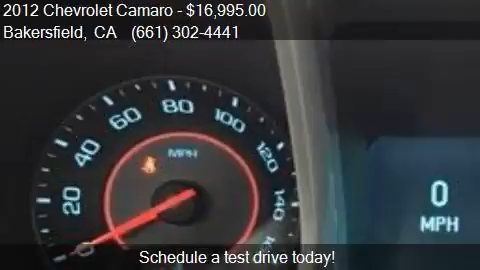 2012 Chevrolet Camaro - $16,995.00
Bakersfield, CA (661) 302-4441
80
60
100
40
120
MPH
20
140
0
0
MPH
Schedule a test drive today!